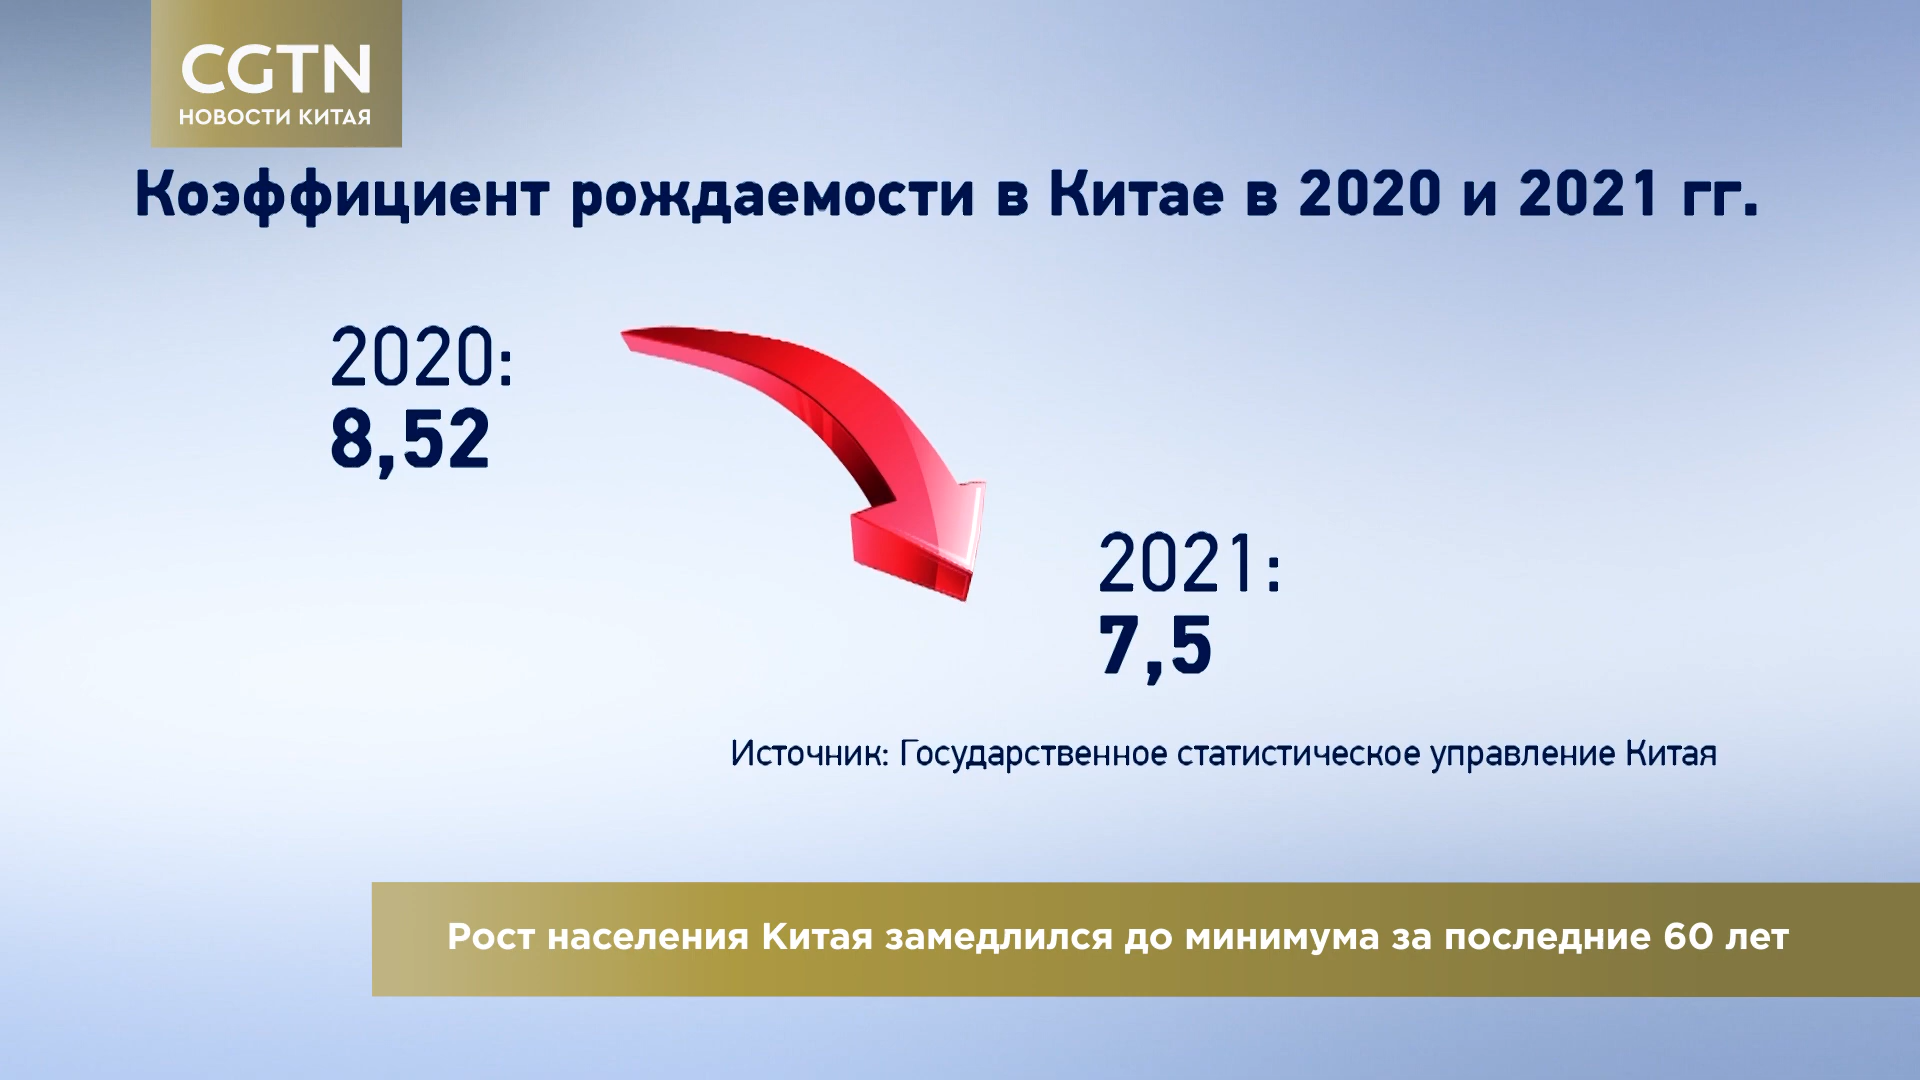 CGTN
НОВОСТИ КИТАЯ
Коэффициент рождаемости в Китае в 2020 и 2021 гг.
2020:
8,52
2021:
7,5
Источник: Государственное статистическое управление Китая
Рост населения Китая замедлился до минимума за последние 60 лет